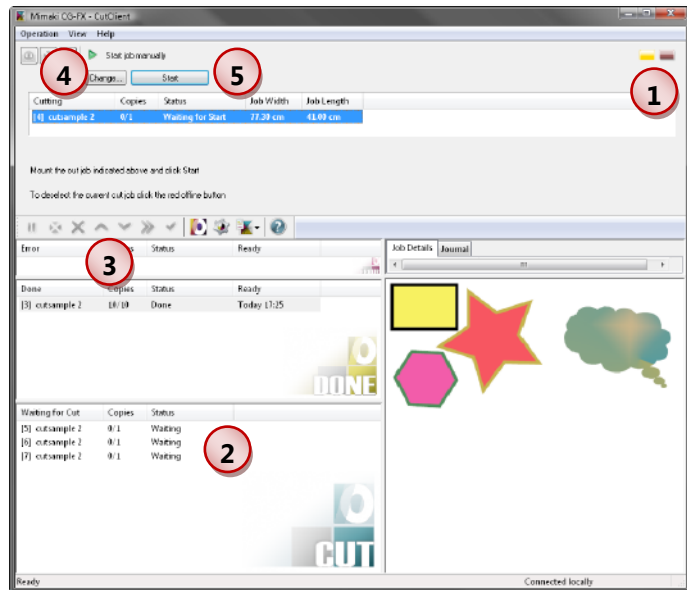 Mimaki CG-FX - CutClient
Operation View Help
Start job manually
4
Change...
Start
5
1
Cutting Copies Status Job Width Job Length
[4] cutsample 2 0/1 Waiting for Start 77.30 cm 41.00 cm
Mount the cut job indicated above and click Start
To deselect the current cut job click the red offline button
Error Copies Status Ready
3
Job Details Journal
Done Copies Status Ready
[3] cutsample 2 10/10 Done Today 17:25
DONE
Waiting for Cut Copies Status
[5] cutsample 2 0/1 Waiting
[6] cutsample 2 0/1 Waiting
[7] cutsample 2 0/1 Waiting
2
CUT
Ready Connected locally